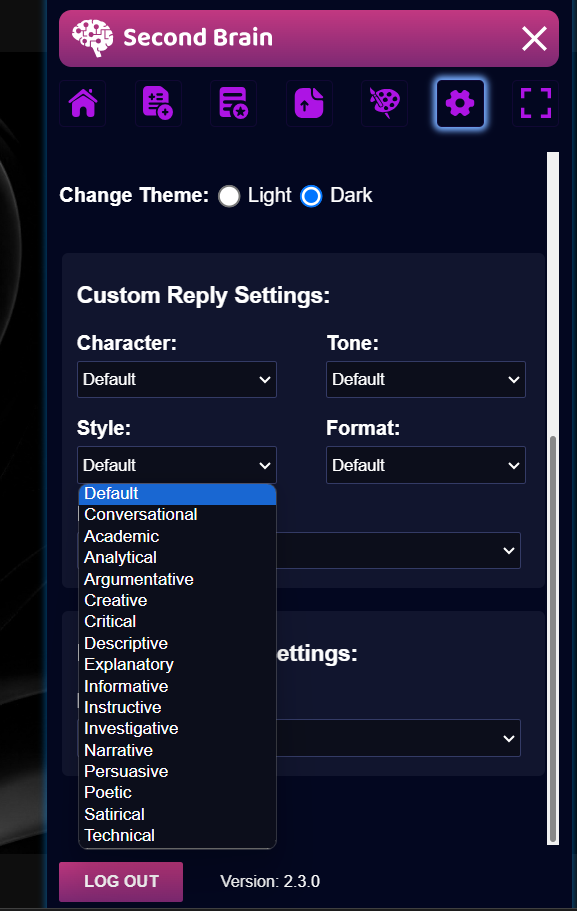 Second Brain
Change Theme: Light Dark
Custom Reply Settings:
Character: Tone:
Default Default
Style: Format:
Default Default
Default
Conversational
Academic
Analytical
Argumentative
Creative
Critical
Descriptive
Explanatory
Informative
Instructive
Investigative
Narrative
Persuasive
Poetic
Satirical
Technical
ettings:
LOG OUT Version: 2.3.0